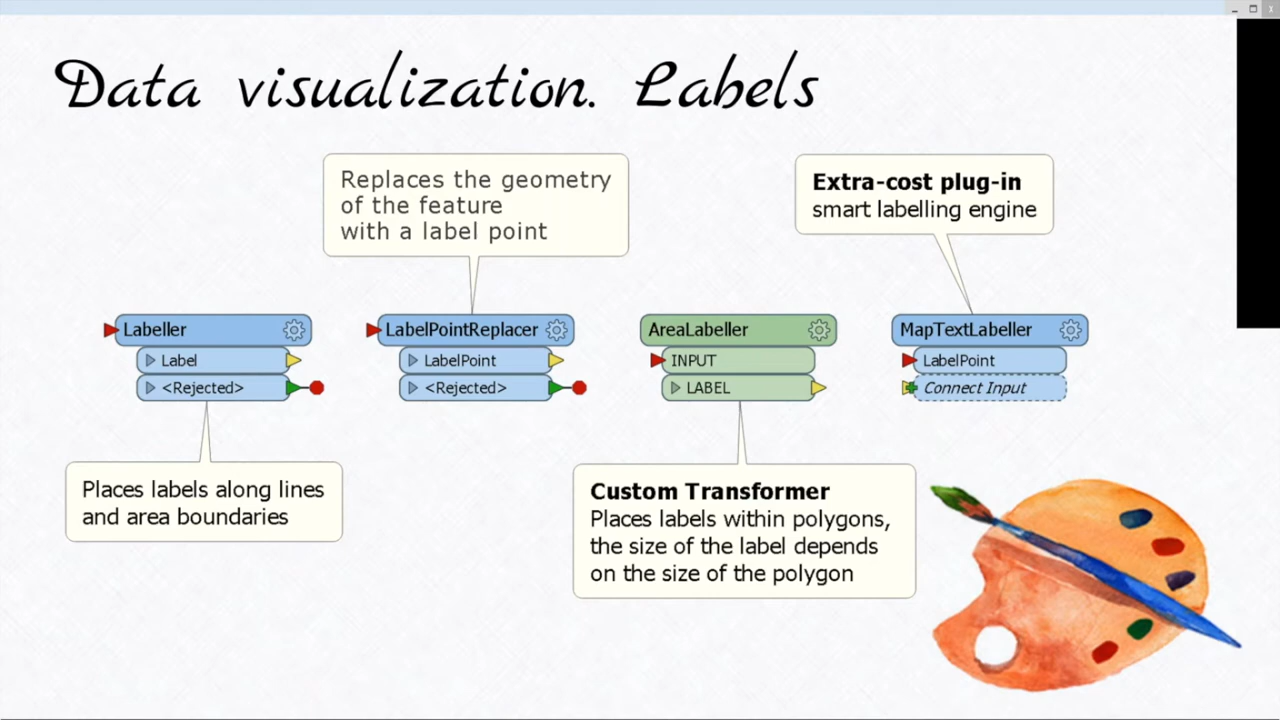 Data visualization. Labels
Replaces the geometry
of the feature
with a label point
Extra-cost plug-in
smart labelling engine
Labeller
Label
<Rejected>
LabelPointReplacer
LabelPoint
<Rejected>
AreaLabeller
INPUT
LABEL
MapTextLabeller
LabelPoint
Connect Input
Places labels along lines
and area boundaries
Custom Transformer
Places labels within polygons,
the size of the label depends
on the size of the polygon